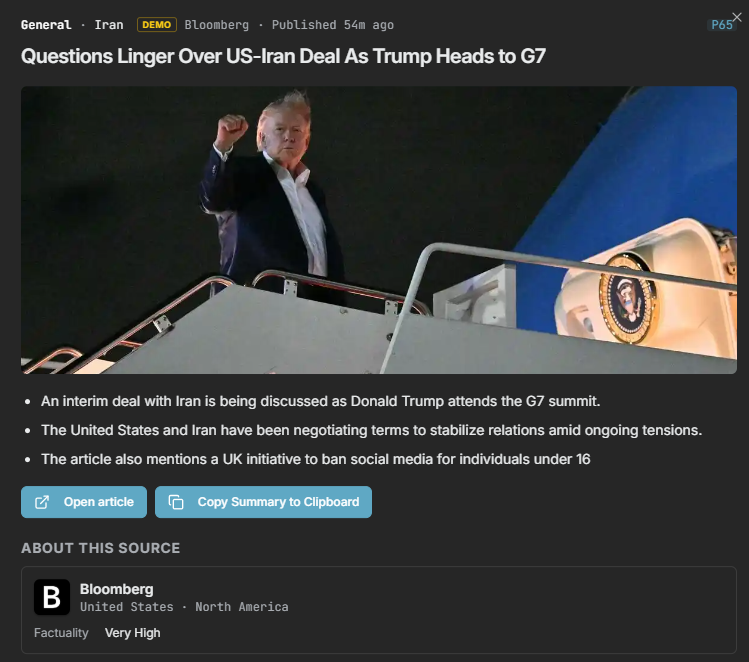 General · Iran DEMO Bloomberg · Published 54m ago P65
Questions Linger Over US-Iran Deal As Trump Heads to G7
• An interim deal with Iran is being discussed as Donald Trump attends the G7 summit.
• The United States and Iran have been negotiating terms to stabilize relations amid ongoing tensions.
• The article also mentions a UK initiative to ban social media for individuals under 16
Open article Copy Summary to Clipboard
ABOUT THIS SOURCE
B Bloomberg
United States · North America
Factuality Very High